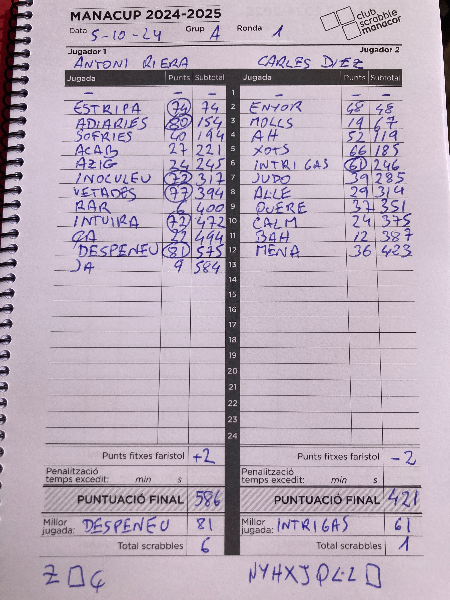 MANACUP 2024-2025
club scrabble manacor
Data 5-10-24 Grup A Ronda 1
Jugador 1 Jugador 2
ANTONI RIERA CARLES DIEZ
Jugada Punts Subtotal Jugada Punts Subtotal
- - 1 - -
ESTRIPA 74 74 2 ENYOR 48 48
ADIARIES 80 154 3 MOLLS 19 67
SOFRIES 40 194 4 AH 52 119
ACAB 27 221 5 XOTS 66 185
AZIG 24 245 6 INTRIGAS 61 246
INOCULEU 72 317 7 JUDO 39 285
VETADES 77 394 8 ALLE 29 314
RAR 6 400 9 QUERE 37 351
INTUIRA 72 472 10 CALM 24 375
ÇA 22 494 11 BAH 12 387
DESPENEU 81 575 12 MENA 36 423
JA 9 584 13
14
15
16
17
18
19
20
21
22
23
24
Punts fitxes faristol +2 Punts fitxes faristol -2
Penalització temps excedit: min s Penalització temps excedit: min s
PUNTUACIÓ FINAL 586 PUNTUACIÓ FINAL 421
Millor jugada: DESPENEU 81 Millor jugada: INTRIGAS 61
Total scrabbles 6 Total scrabbles 1